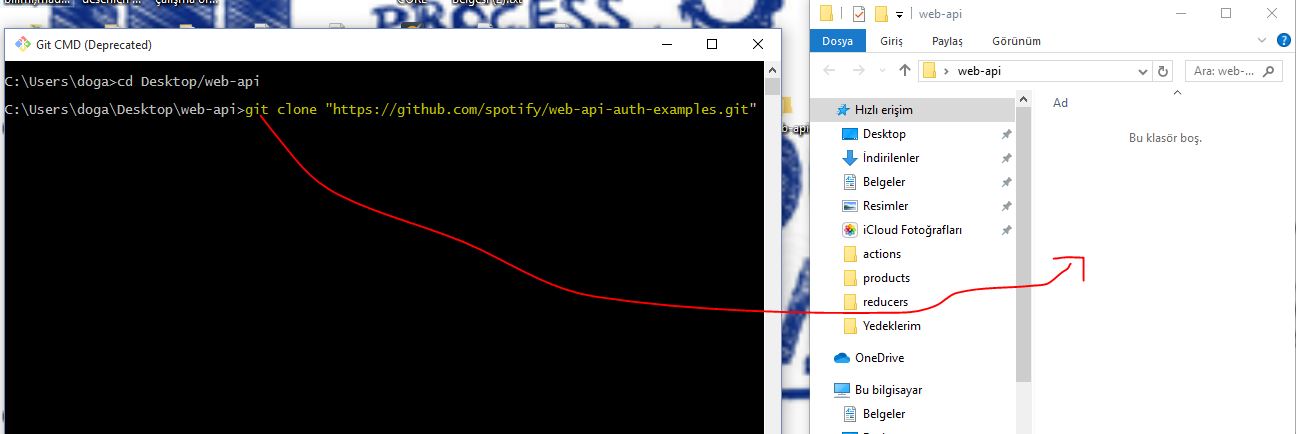 PROCESS
GÖRE
Git CMD (Deprecated)
C:\Users\doga>cd Desktop/web-api
C:\Users\doga\Desktop\web-api>git clone "https://github.com/spotify/web-api-auth-examples.git"
web-api
Dosya Giriş Paylaş Görünüm
web-api
Ara: web-...
Hızlı erişim
Desktop
İndirilenler
Belgeler
Resimler
iCloud Fotoğrafları
actions
products
reducers
Yedeklerim
OneDrive
Bu bilgisayar
Belgeler
Ad
Bu klasör boş.